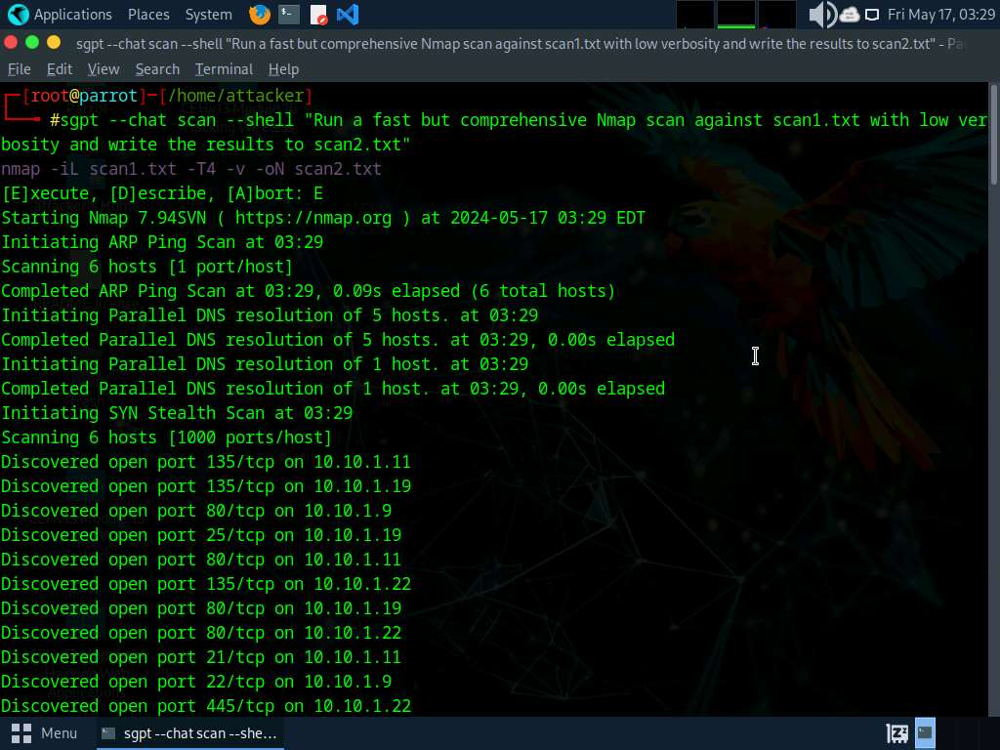 Applications Places System Fri May 17, 03:29
sgpt --chat scan --shell "Run a fast but comprehensive Nmap scan against scan1.txt with low verbosity and write the results to scan2.txt" - Pa
File Edit View Search Terminal Help
┌─[root@parrot]─[/home/attacker]
└──╼ #sgpt --chat scan --shell "Run a fast but comprehensive Nmap scan against scan1.txt with low ver
bosity and write the results to scan2.txt"
nmap -iL scan1.txt -T4 -v -oN scan2.txt
[E]xecute, [D]escribe, [A]bort: E
Starting Nmap 7.94SVN ( https://nmap.org ) at 2024-05-17 03:29 EDT
Initiating ARP Ping Scan at 03:29
Scanning 6 hosts [1 port/host]
Completed ARP Ping Scan at 03:29, 0.09s elapsed (6 total hosts)
Initiating Parallel DNS resolution of 5 hosts. at 03:29
Completed Parallel DNS resolution of 5 hosts. at 03:29, 0.00s elapsed
Initiating Parallel DNS resolution of 1 host. at 03:29
Completed Parallel DNS resolution of 1 host. at 03:29, 0.00s elapsed
Initiating SYN Stealth Scan at 03:29
Scanning 6 hosts [1000 ports/host]
Discovered open port 135/tcp on 10.10.1.11
Discovered open port 135/tcp on 10.10.1.19
Discovered open port 80/tcp on 10.10.1.9
Discovered open port 25/tcp on 10.10.1.19
Discovered open port 80/tcp on 10.10.1.11
Discovered open port 135/tcp on 10.10.1.22
Discovered open port 80/tcp on 10.10.1.19
Discovered open port 80/tcp on 10.10.1.22
Discovered open port 21/tcp on 10.10.1.11
Discovered open port 22/tcp on 10.10.1.9
Discovered open port 445/tcp on 10.10.1.22
Menu sgpt --chat scan --she...